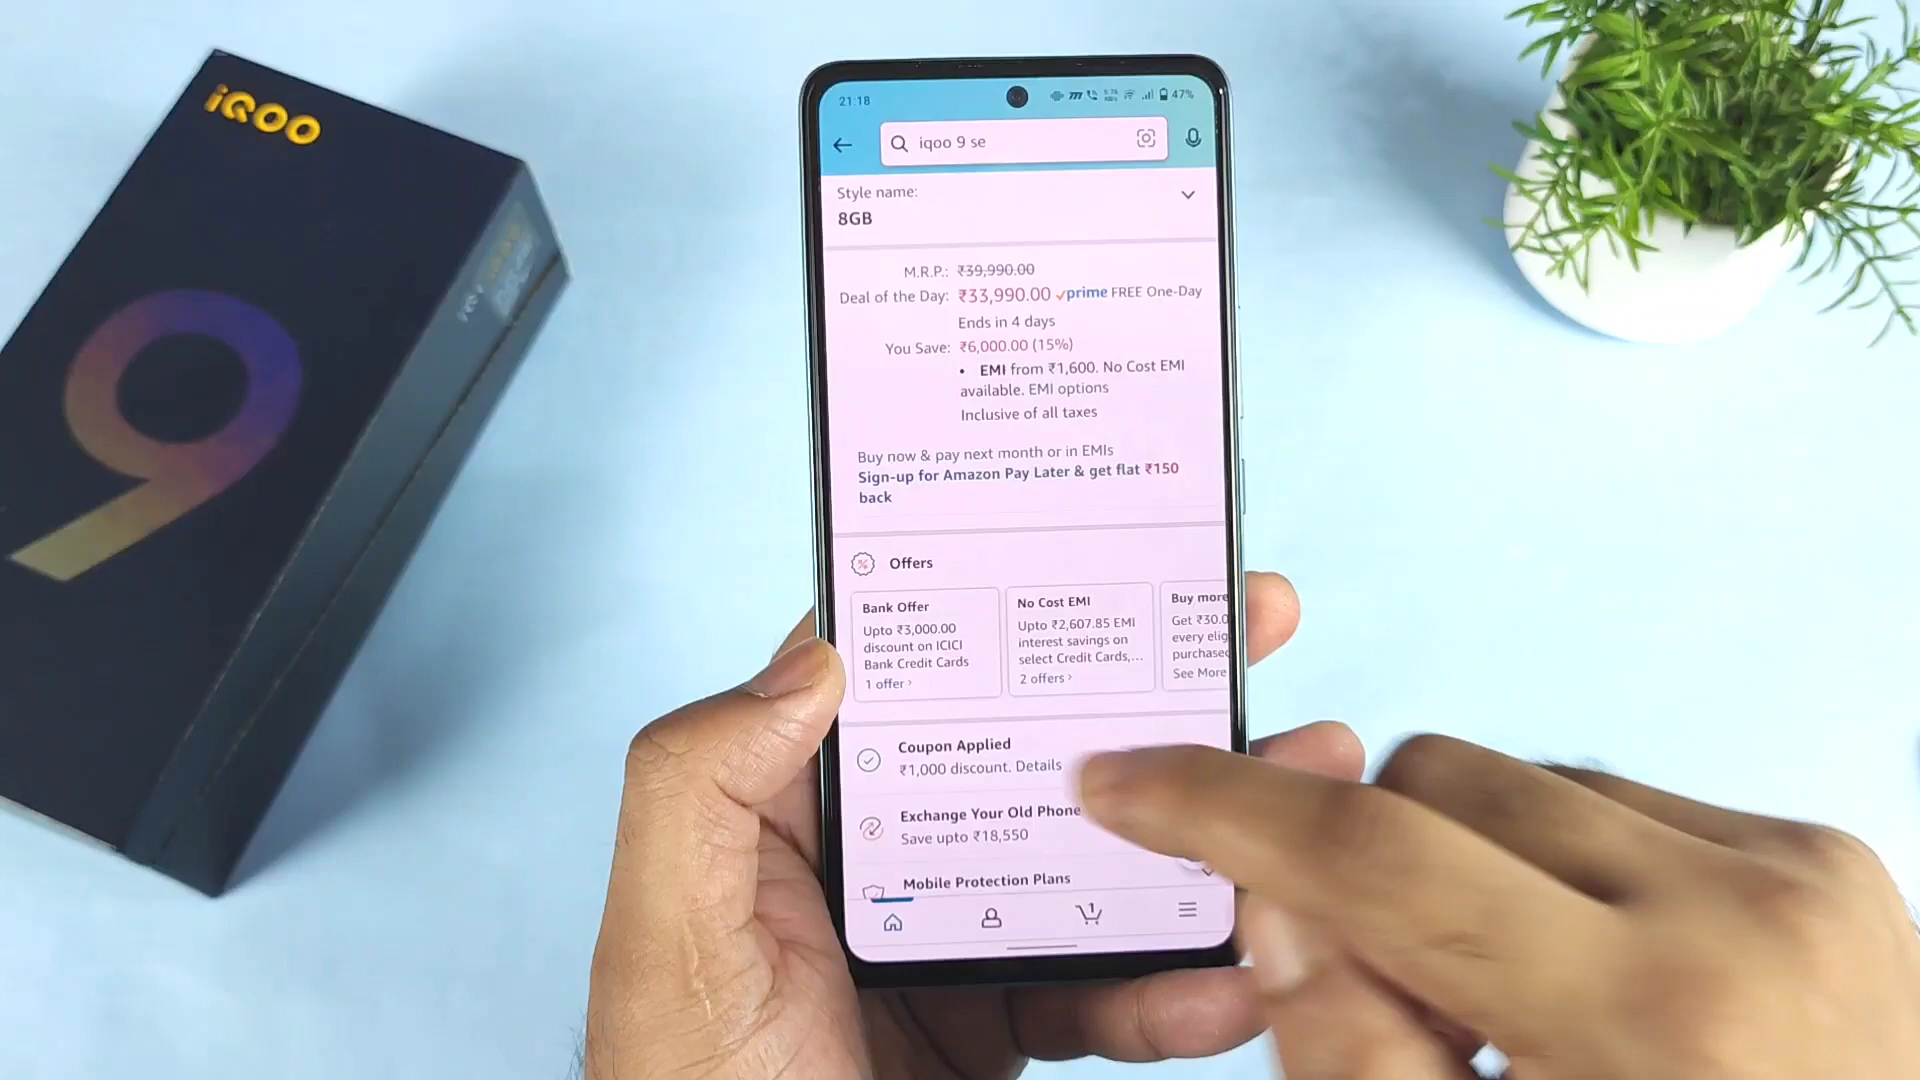 iQOO
9
21:18
47%
iqoo 9 se
Style name:
8GB
M.R.P.: ₹39,990.00
Deal of the Day: ₹33,990.00 prime FREE One-Day
Ends in 4 days
You Save: ₹6,000.00 (15%)
• EMI from ₹1,600. No Cost EMI
available. EMI options
Inclusive of all taxes
Buy now & pay next month or in EMIs
Sign-up for Amazon Pay Later & get flat ₹150
back
Offers
Bank Offer
Upto ₹3,000.00
discount on ICICI
Bank Credit Cards
1 offer ›
No Cost EMI
Upto ₹2,607.85 EMI
interest savings on
select Credit Cards,...
2 offers ›
Buy more
Get ₹30.0
every elig
purchased
See More
Coupon Applied
₹1,000 discount. Details
Exchange Your Old Phone
Save upto ₹18,550
Mobile Protection Plans
1